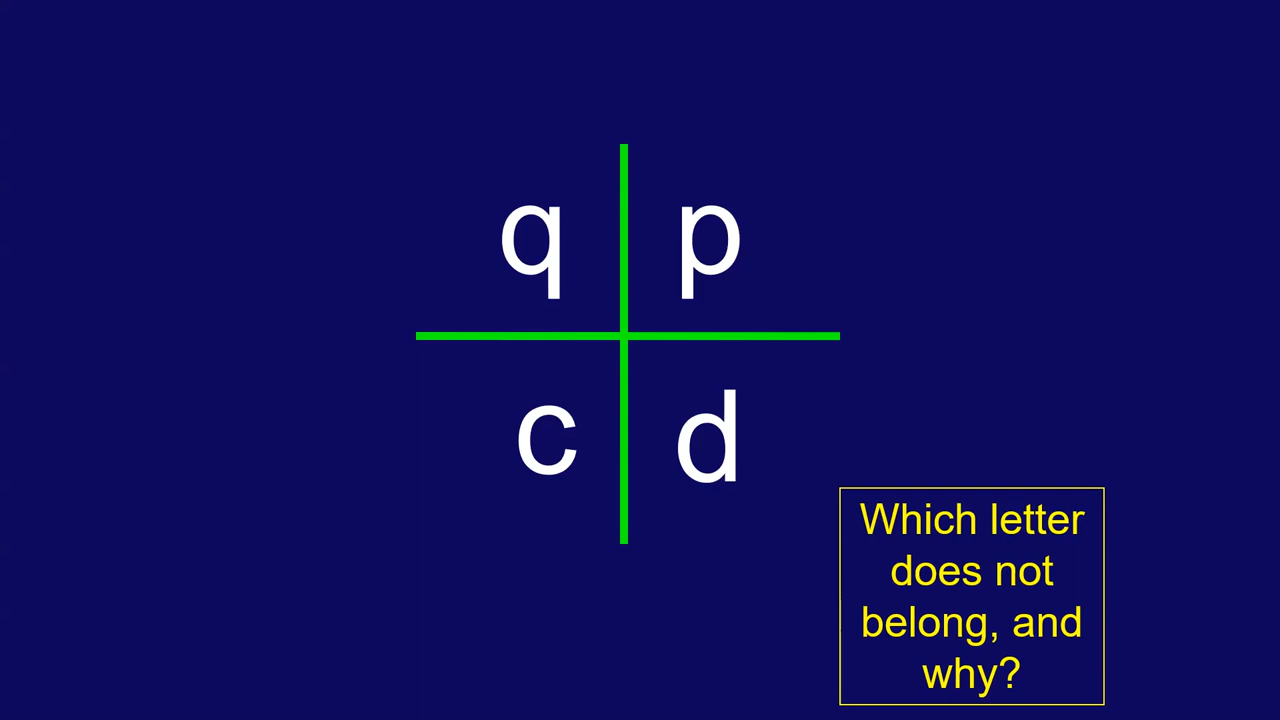 q p
c d
Which letter
does not
belong, and
why?